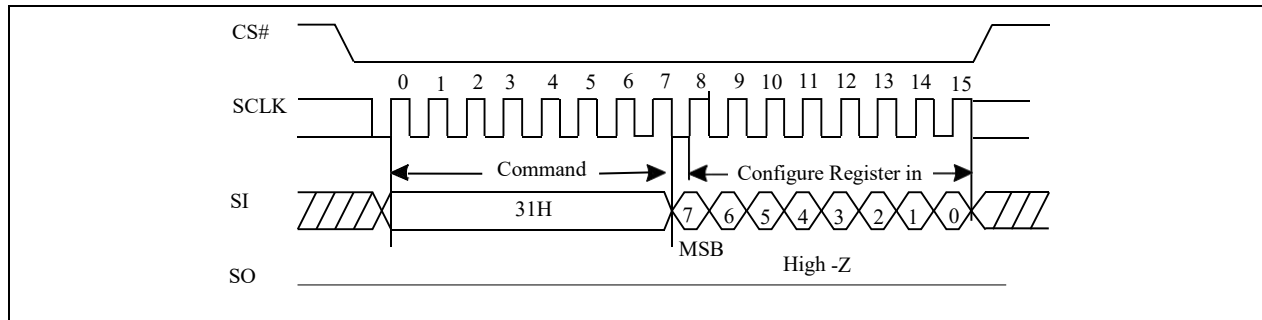 CS#
0 1 2 3 4 5 6 7 8 9 10 11 12 13 14 15
SCLK
Command Configure Register in
SI 31H 7 6 5 4 3 2 1 0
MSB
High -Z
SO